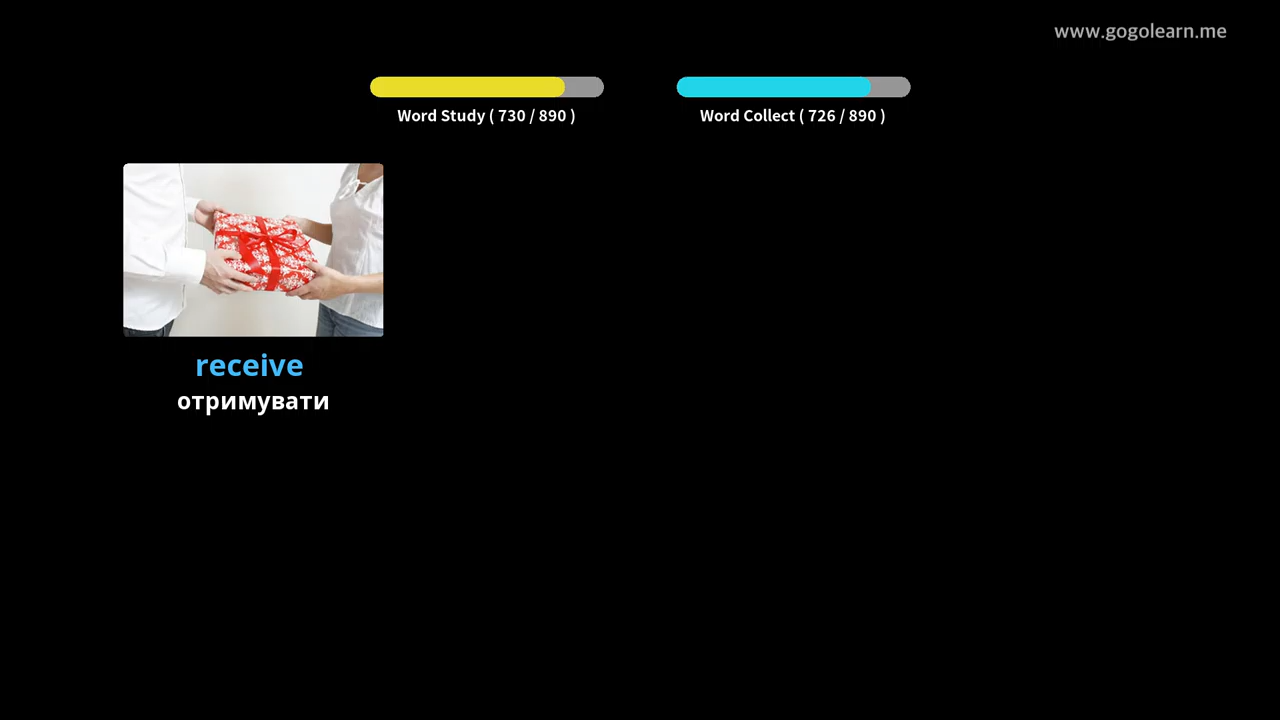 www.gogolearn.me
Word Study ( 730 / 890 )
Word Collect ( 726 / 890 )
receive
отримувати